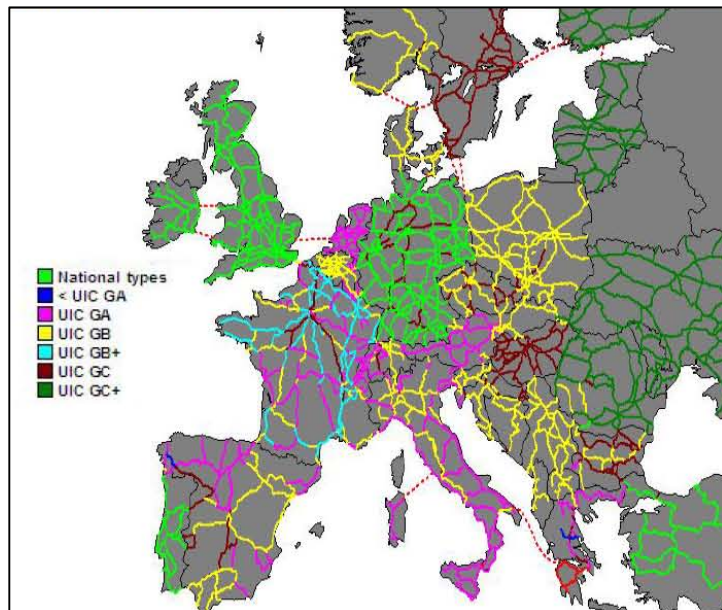 National types
< UIC GA
UIC GA
UIC GB
UIC GB+
UIC GC
UIC GC+